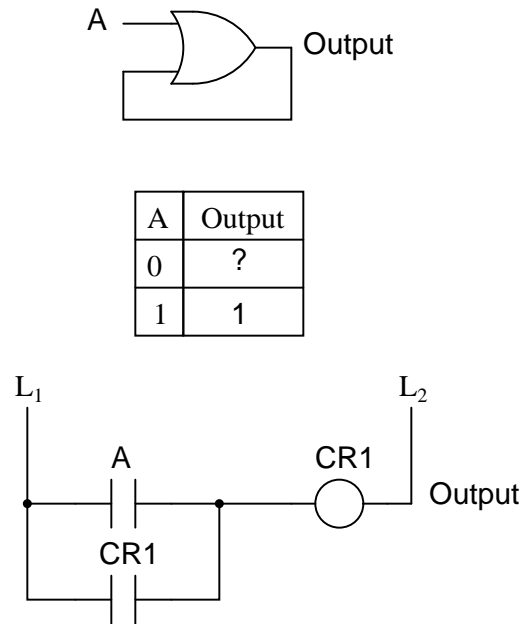 A
Output
A Output
0 ?
1 1
L₁ L₂
A CR1
Output
CR1